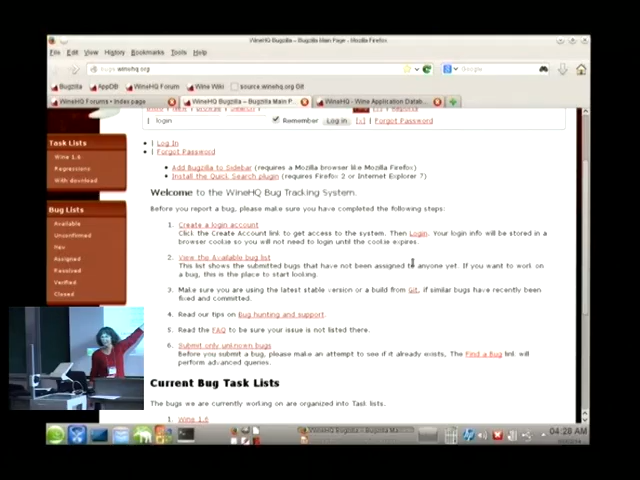 WineHQ Bugzilla – Bugzilla Main Page - Mozilla Firefox
File Edit View History Bookmarks Tools Help
bugs.winehq.org
Google
Bugzilla AppDB WineHQ Forum Wine Wiki source.winehq.org Git
WineHQ Forums • Index page
WineHQ Bugzilla – Bugzilla Main P...
WineHQ - Wine Application Datab...
login Remember Log In [x] | Forgot Password
| Log In
| Forgot Password
Add Bugzilla to Sidebar (requires a Mozilla browser like Mozilla Firefox)
Install the Quick Search plugin (requires Firefox 2 or Internet Explorer 7)
Task Lists
Wine 1.6
Regressions
With download
Bug Lists
Available
Unconfirmed
New
Assigned
Resolved
Verified
Closed
Welcome to the WineHQ Bug Tracking System.
Before you report a bug, please make sure you have completed the following steps:
1. Create a login account
Click the Create Account link to get access to the system. Then Login. Your login info will be stored in a
browser cookie so you will not need to login until the cookie expires.
2. View the Available bug list
This list shows the submitted bugs that have not been assigned to anyone yet. If you want to work on
a bug, this is the place to start looking.
3. Make sure you are using the latest stable version or a build from Git, if similar bugs have recently been
fixed and committed.
4. Read our tips on Bug hunting and support.
5. Read the FAQ to be sure your issue is not listed there.
6. Submit only unknown bugs
Before you submit a bug, please make an attempt to see if it already exists, The Find a Bug link will
perform advanced queries.
Current Bug Task Lists
The bugs we are currently working on are organized into Task lists.
1. Wine 1.6
WineHQ Bugzilla – Bugzilla Main Pa
04:28 AM